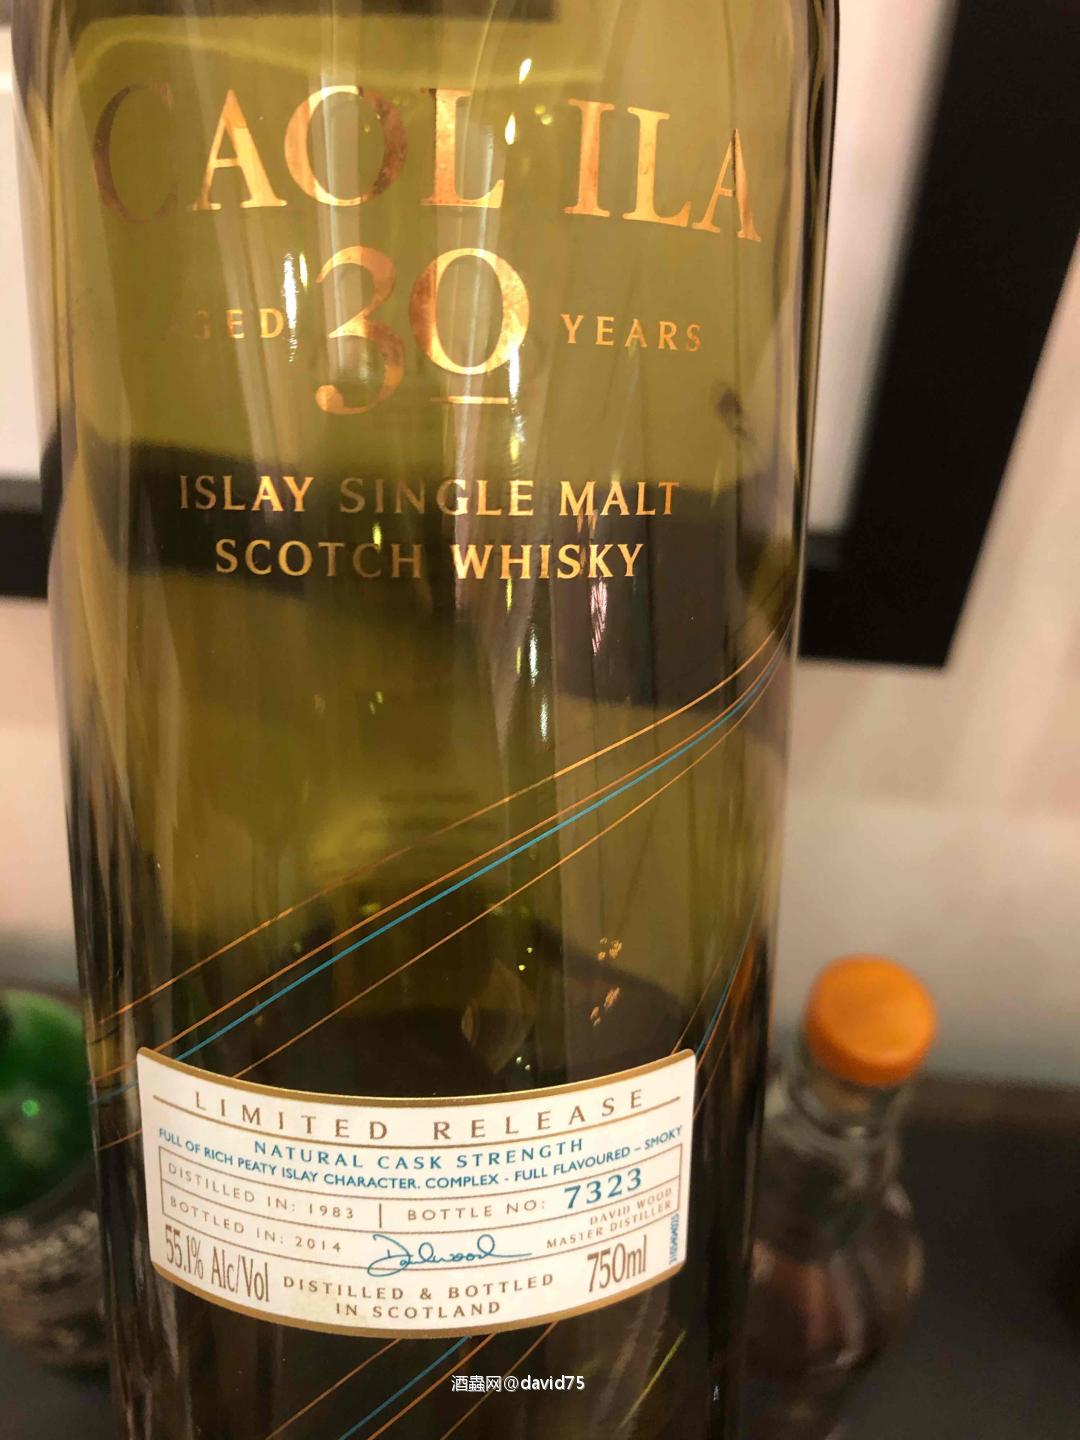 CAOL ILA
AGED 30 YEARS
ISLAY SINGLE MALT
SCOTCH WHISKY
LIMITED RELEASE
NATURAL CASK STRENGTH
FULL OF RICH PEATY ISLAY CHARACTER. COMPLEX - FULL FLAVOURED - SMOKY
DISTILLED IN: 1983 | BOTTLE NO: 7323
BOTTLED IN: 2014
DAVID WOOD
MASTER DISTILLER
55.1% Alc/Vol
DISTILLED & BOTTLED
IN SCOTLAND
750ml
酒蟲网@david75